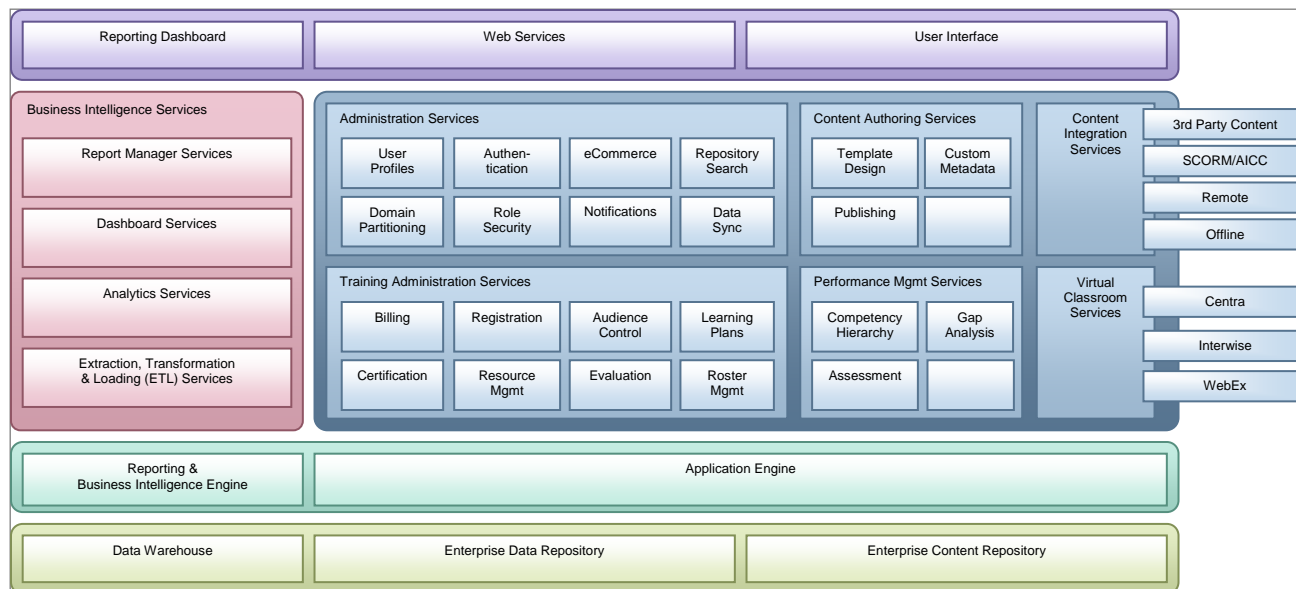 Reporting Dashboard
Web Services
User Interface
Business Intelligence Services
Report Manager Services
Dashboard Services
Analytics Services
Extraction, Transformation
& Loading (ETL) Services
Administration Services
User
Profiles
Authen-
tication
eCommerce
Repository
Search
Domain
Partitioning
Role
Security
Notifications
Data
Sync
Content Authoring Services
Template
Design
Custom
Metadata
Publishing
Content
Integration
Services
3rd Party Content
SCORM/AICC
Remote
Offline
Training Administration Services
Billing
Registration
Audience
Control
Learning
Plans
Certification
Resource
Mgmt
Evaluation
Roster
Mgmt
Performance Mgmt Services
Competency
Hierarchy
Gap
Analysis
Assessment
Virtual
Classroom
Services
Centra
Interwise
WebEx
Reporting &
Business Intelligence Engine
Application Engine
Data Warehouse
Enterprise Data Repository
Enterprise Content Repository